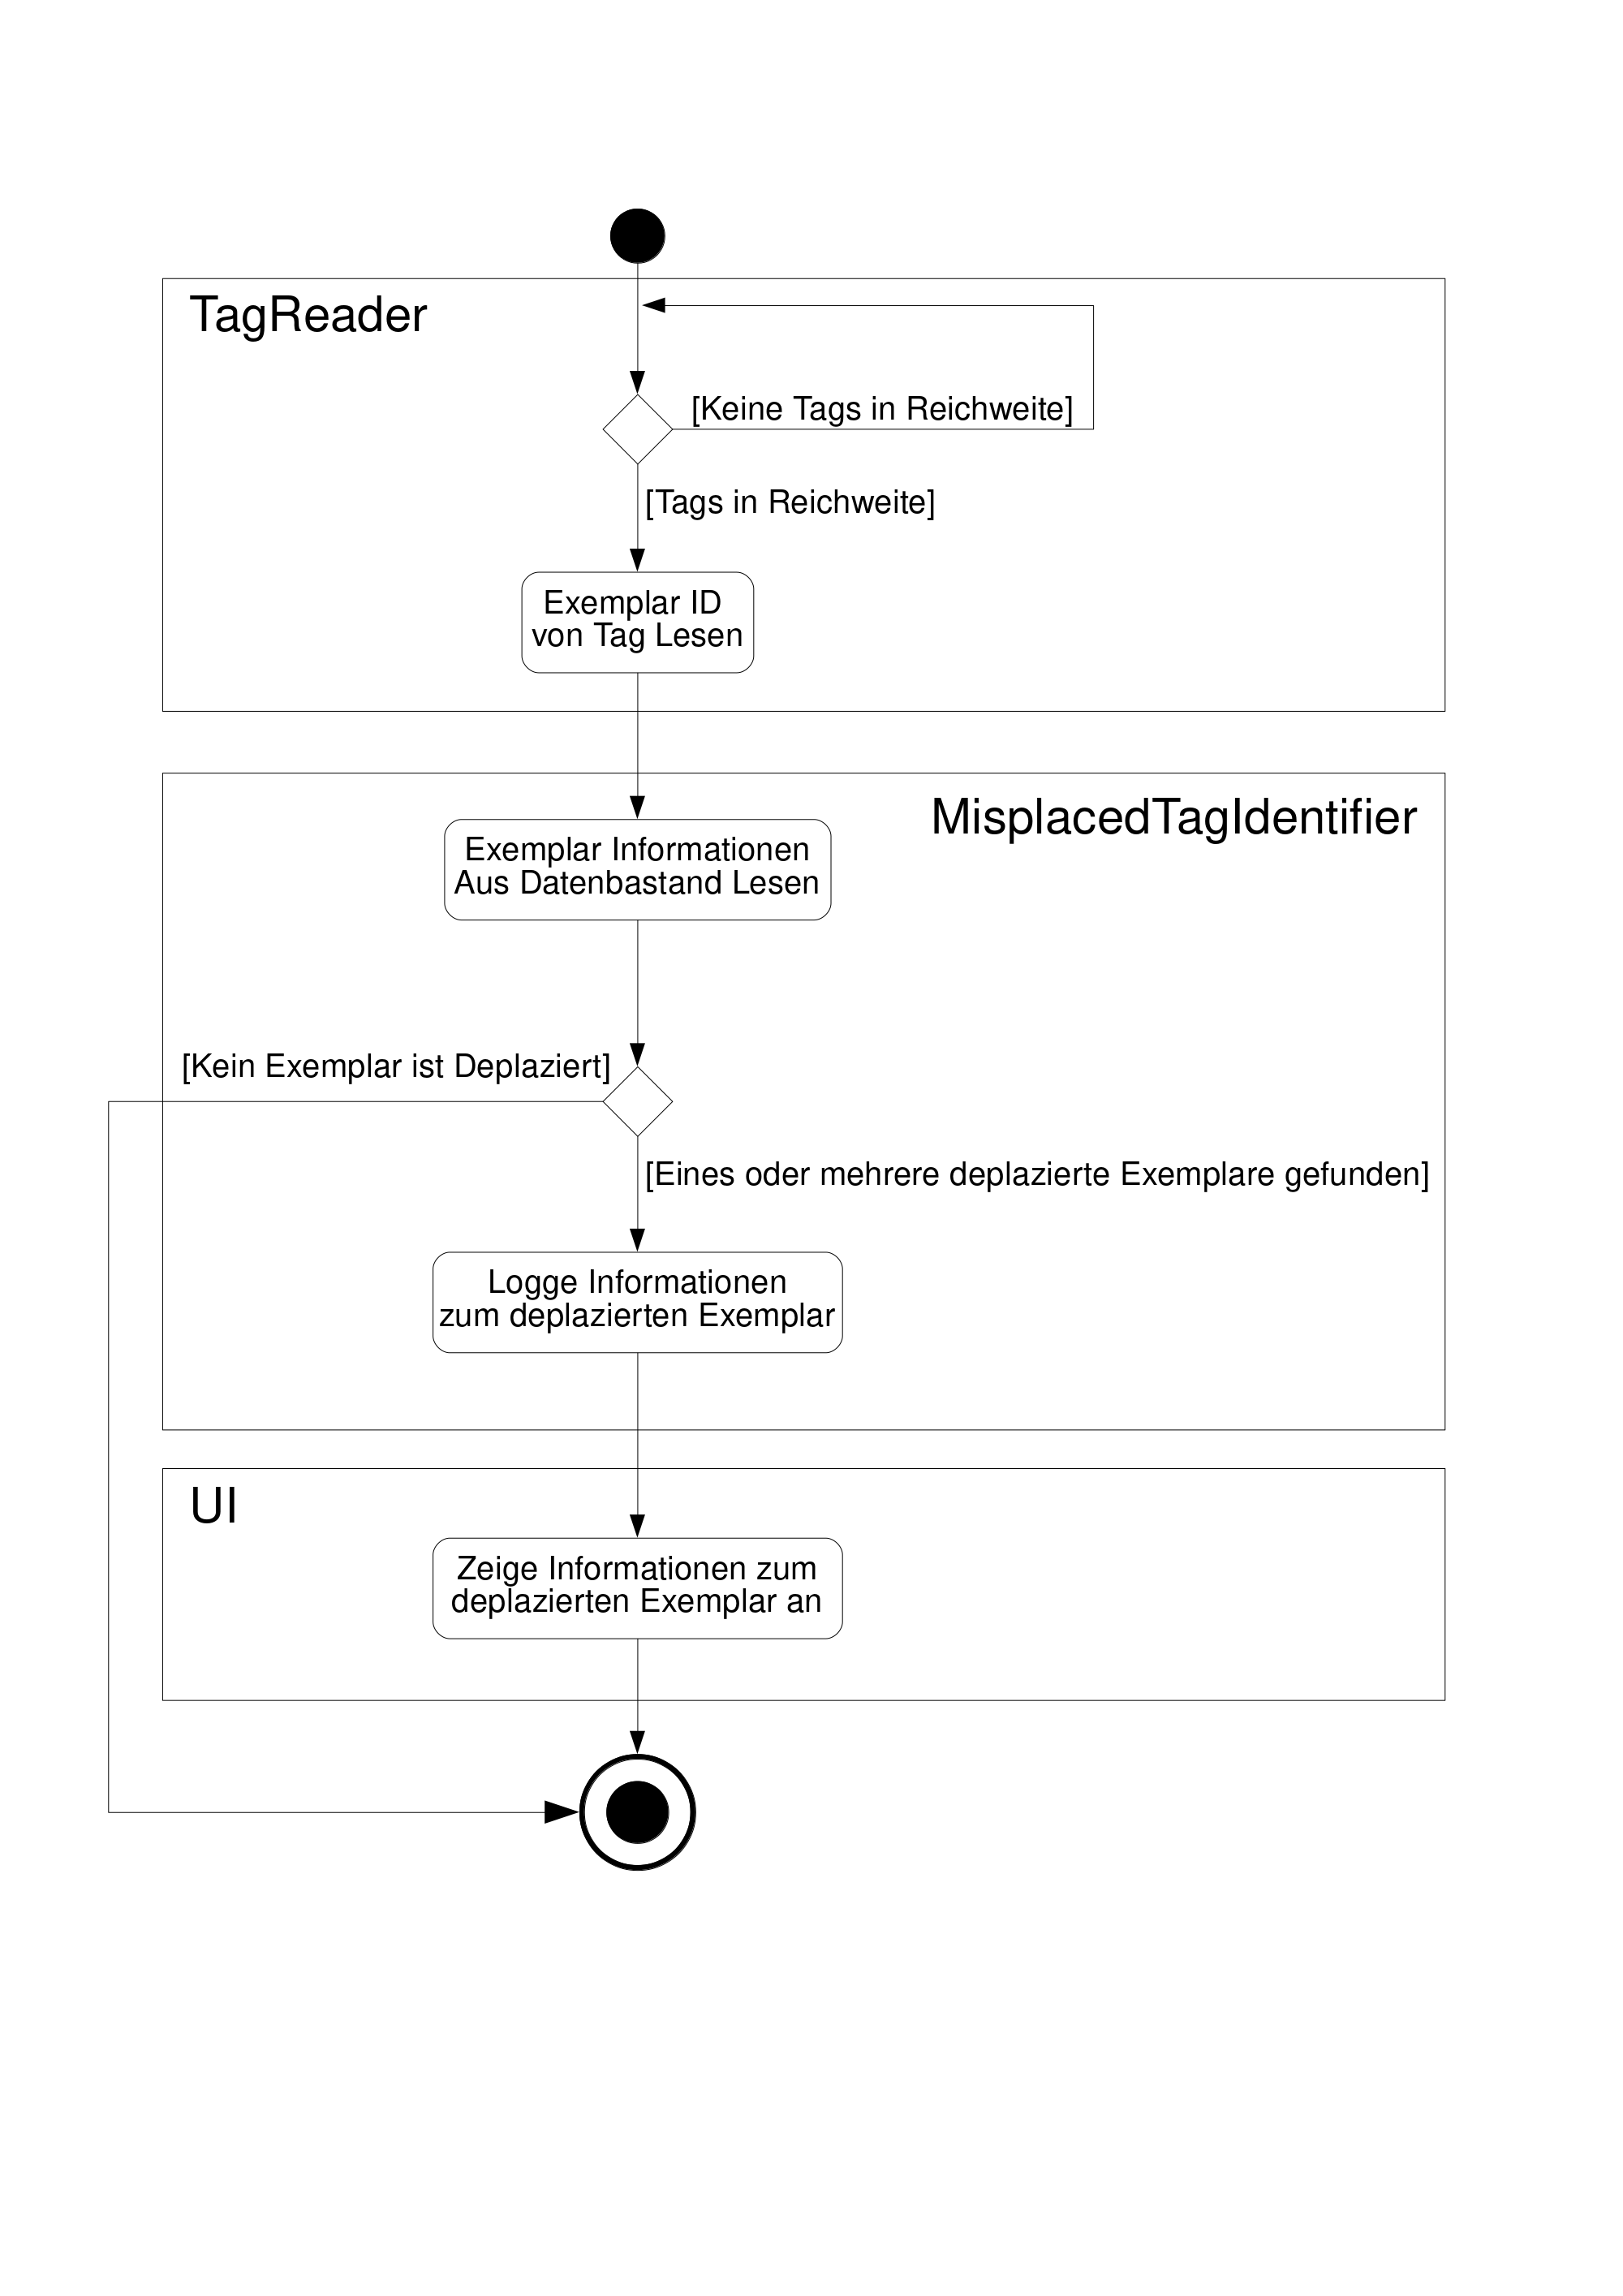 TagReader
[Keine Tags in Reichweite]
[Tags in Reichweite]
Exemplar ID
von Tag Lesen
MisplacedTagIdentifier
Exemplar Informationen
Aus Datenbastand Lesen
[Kein Exemplar ist Deplaziert]
[Eines oder mehrere deplazierte Exemplare gefunden]
Logge Informationen
zum deplazierten Exemplar
UI
Zeige Informationen zum
deplazierten Exemplar an